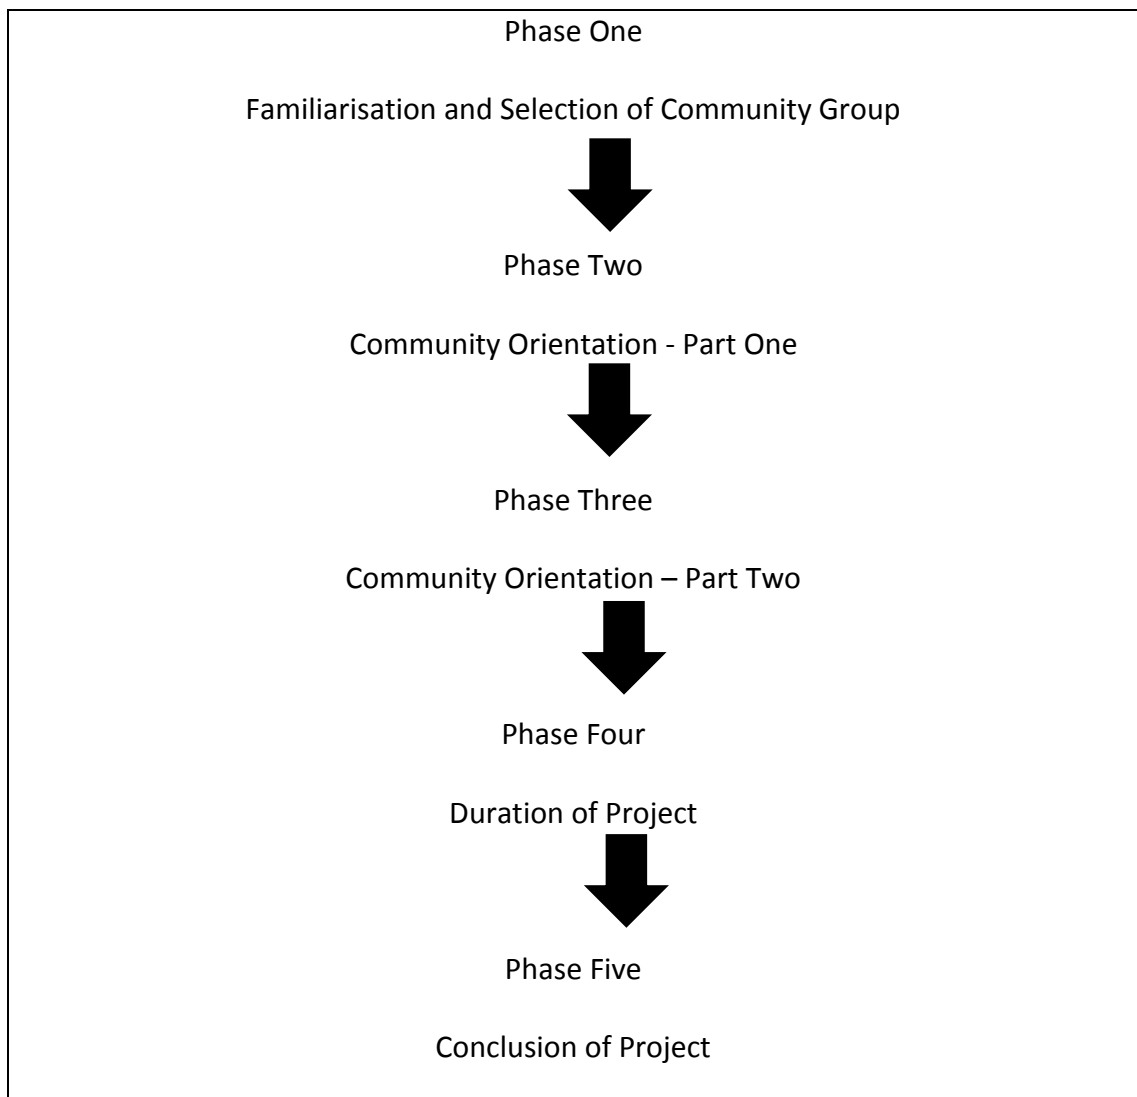 Phase One
Familiarisation and Selection of Community Group
Phase Two
Community Orientation - Part One
Phase Three
Community Orientation – Part Two
Phase Four
Duration of Project
Phase Five
Conclusion of Project